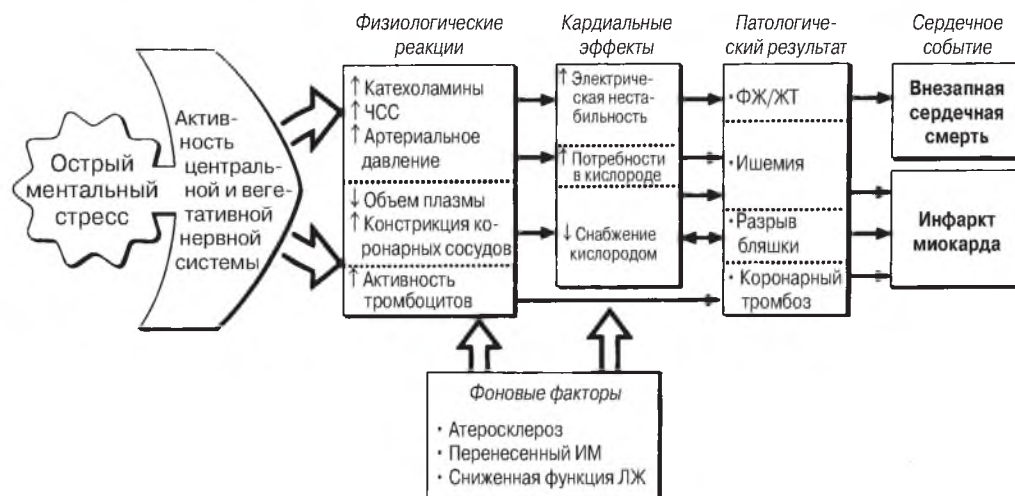 Физиологические
реакции
Кардиальные
эффекты
Патологиче-
ский результат
Сердечное
событие
Острый
ментальный
стресс
Актив-
ность
централь-
ной и веге-
тативной
нервной
системы
↑ Катехоламины
↑ ЧСС
↑ Артериальное
давление
↓ Объем плазмы
↑ Констрикция ко-
ронарных сосудов
↑ Активность
тромбоцитов
↑ Электриче-
ская неста-
бильность
↑ Потребности
в кислороде
↓ Снабжение
кислородом
· ФЖ/ЖТ
· Ишемия
· Разрыв
бляшки
· Коронарный
тромбоз
Внезапная
сердечная
смерть
Инфаркт
миокарда
Фоновые факторы
· Атеросклероз
· Перенесенный ИМ
· Сниженная функция ЛЖ